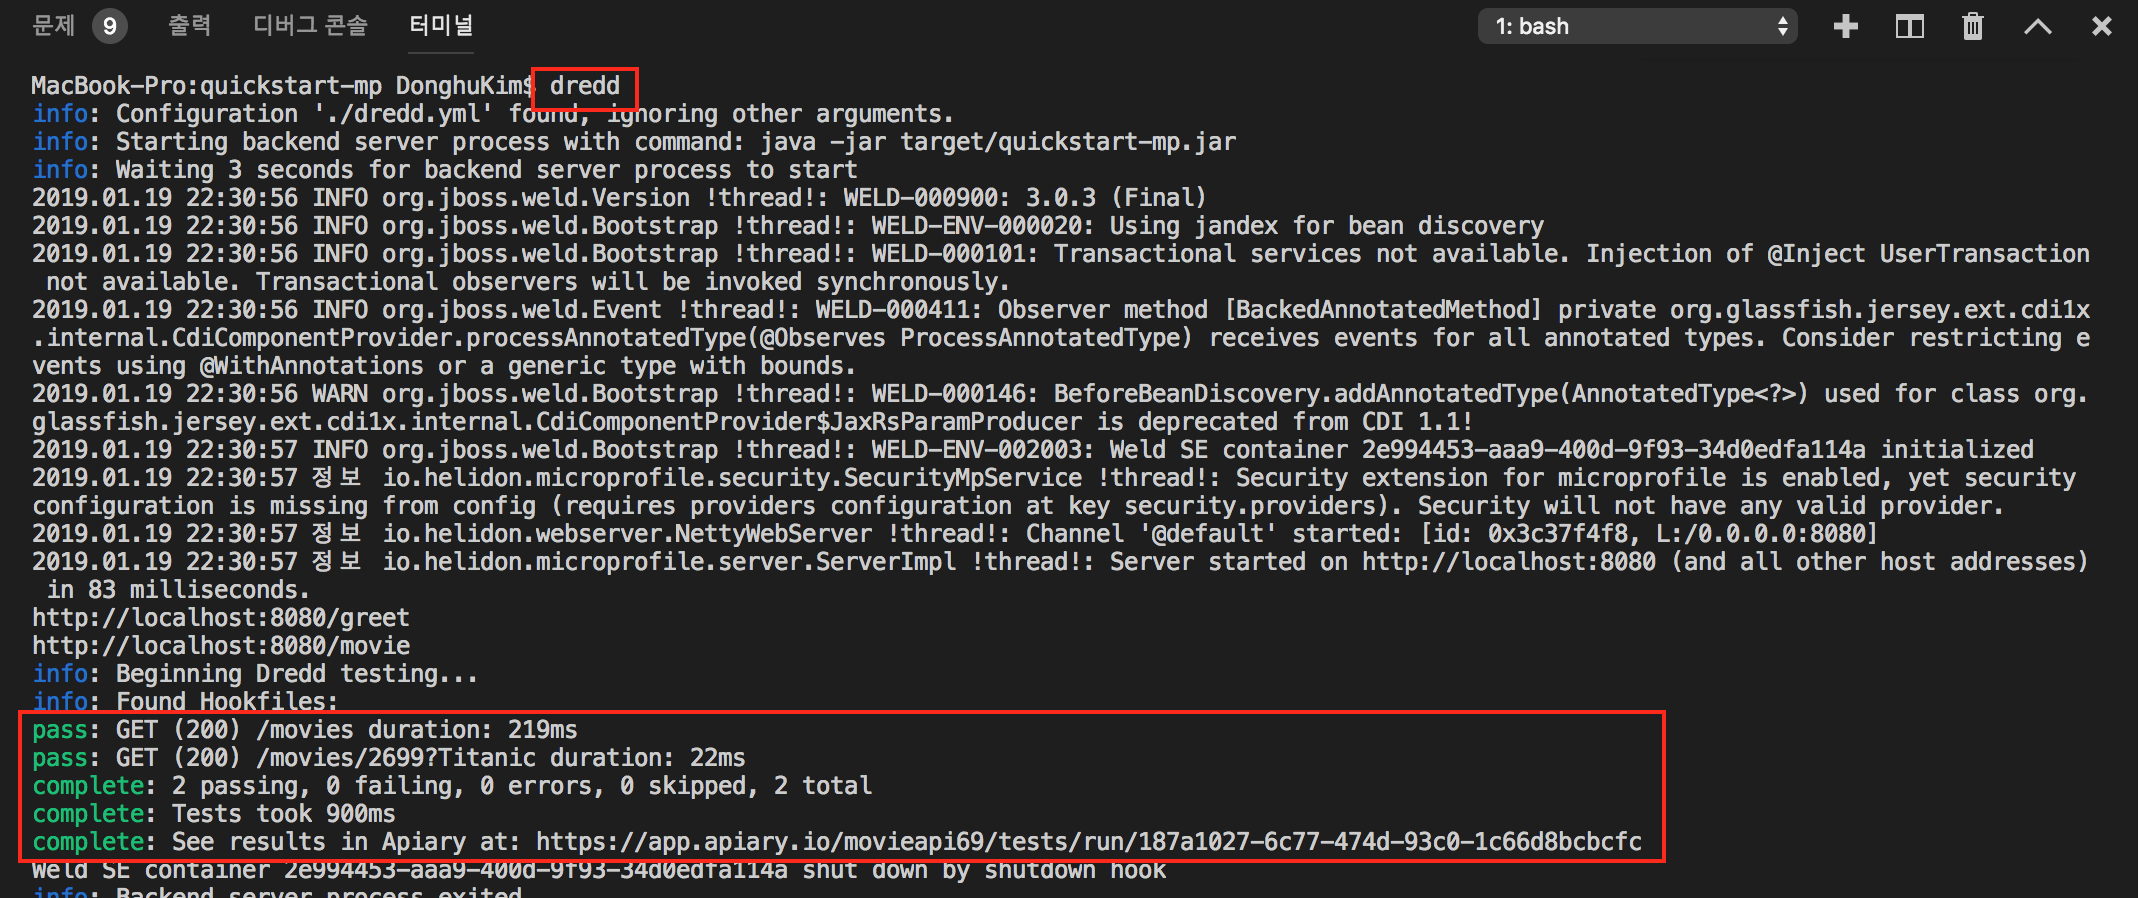 문제 9 출력 디버그 콘솔 터미널 1: bash
MacBook-Pro:quickstart-mp DonghuKim$ dredd
info: Configuration './dredd.yml' found, ignoring other arguments.
info: Starting backend server process with command: java -jar target/quickstart-mp.jar
info: Waiting 3 seconds for backend server process to start
2019.01.19 22:30:56 INFO org.jboss.weld.Version !thread!: WELD-000900: 3.0.3 (Final)
2019.01.19 22:30:56 INFO org.jboss.weld.Bootstrap !thread!: WELD-ENV-000020: Using jandex for bean discovery
2019.01.19 22:30:56 INFO org.jboss.weld.Bootstrap !thread!: WELD-000101: Transactional services not available. Injection of @Inject UserTransaction
not available. Transactional observers will be invoked synchronously.
2019.01.19 22:30:56 INFO org.jboss.weld.Event !thread!: WELD-000411: Observer method [BackedAnnotatedMethod] private org.glassfish.jersey.ext.cdi1x
.internal.CdiComponentProvider.processAnnotatedType(@Observes ProcessAnnotatedType) receives events for all annotated types. Consider restricting e
vents using @WithAnnotations or a generic type with bounds.
2019.01.19 22:30:56 WARN org.jboss.weld.Bootstrap !thread!: WELD-000146: BeforeBeanDiscovery.addAnnotatedType(AnnotatedType<?>) used for class org.
glassfish.jersey.ext.cdi1x.internal.CdiComponentProvider$JaxRsParamProducer is deprecated from CDI 1.1!
2019.01.19 22:30:57 INFO org.jboss.weld.Bootstrap !thread!: WELD-ENV-002003: Weld SE container 2e994453-aaa9-400d-9f93-34d0edfa114a initialized
2019.01.19 22:30:57 정보 io.helidon.microprofile.security.SecurityMpService !thread!: Security extension for microprofile is enabled, yet security
configuration is missing from config (requires providers configuration at key security.providers). Security will not have any valid provider.
2019.01.19 22:30:57 정보 io.helidon.webserver.NettyWebServer !thread!: Channel '@default' started: [id: 0x3c37f4f8, L:/0.0.0.0:8080]
2019.01.19 22:30:57 정보 io.helidon.microprofile.server.ServerImpl !thread!: Server started on http://localhost:8080 (and all other host addresses)
in 83 milliseconds.
http://localhost:8080/greet
http://localhost:8080/movie
info: Beginning Dredd testing...
info: Found Hookfiles:
pass: GET (200) /movies duration: 219ms
pass: GET (200) /movies/2699?Titanic duration: 22ms
complete: 2 passing, 0 failing, 0 errors, 0 skipped, 2 total
complete: Tests took 900ms
complete: See results in Apiary at: https://app.apiary.io/movieapi69/tests/run/187a1027-6c77-474d-93c0-1c66d8bcbcfc
Weld SE container 2e994453-aaa9-400d-9f93-34d0edfa114a shut down by shutdown hook
info: Backend server process exited